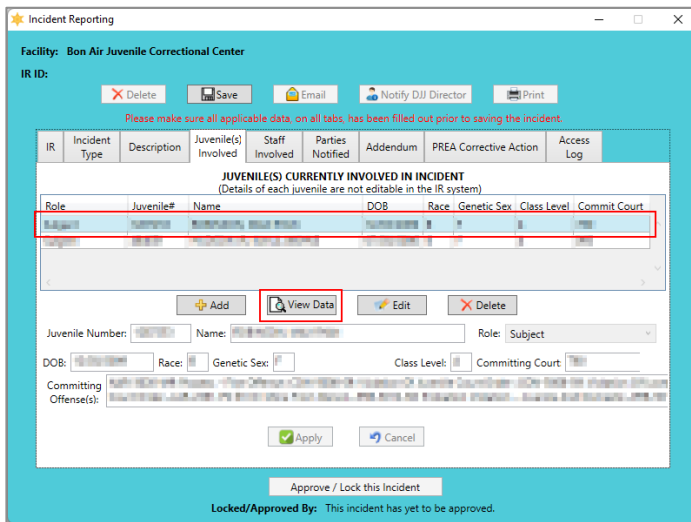 Incident Reporting
Facility: Bon Air Juvenile Correctional Center
IR ID:
Delete Save Email Notify DJJ Director Print
Please make sure all applicable data, on all tabs, has been filled out prior to saving the incident.
IR Incident Type Description Juvenile(s) Involved Staff Involved Parties Notified Addendum PREA Corrective Action Access Log
JUVENILE(S) CURRENTLY INVOLVED IN INCIDENT
(Details of each juvenile are not editable in the IR system)
Role Juvenile# Name DOB Race Genetic Sex Class Level Commit Court
Add View Data Edit Delete
Juvenile Number: Name: Role: Subject
DOB: Race: Genetic Sex: Class Level: Committing Court:
Committing
Offense(s):
Apply Cancel
Approve / Lock this Incident
Locked/Approved By: This incident has yet to be approved.